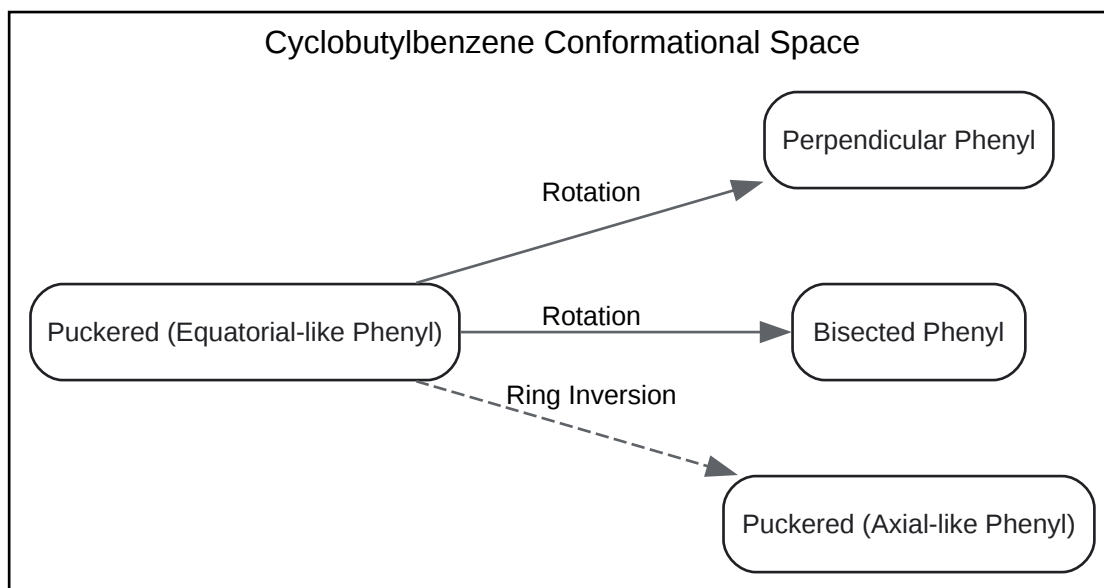 Cyclobutylbenzene Conformational Space
Perpendicular Phenyl
Rotation
Puckered (Equatorial-like Phenyl)
Rotation
Bisected Phenyl
Ring Inversion
Puckered (Axial-like Phenyl)